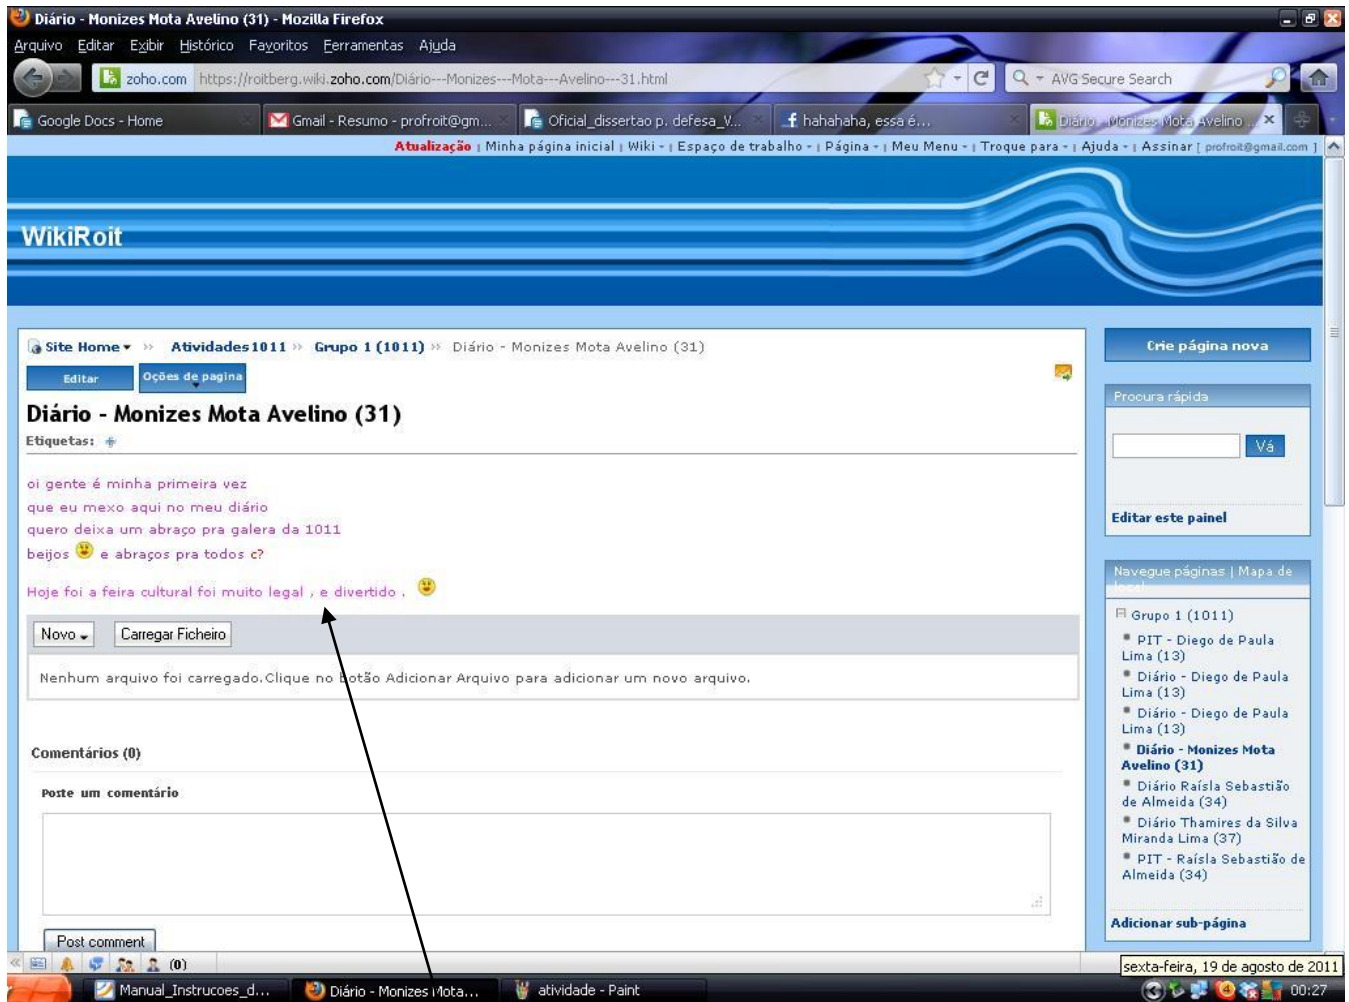 Diário - Monizes Mota Avelino (31) - Mozilla Firefox
Arquivo Editar Exibir Histórico Favoritos Ferramentas Ajuda
zoho.com https://roitberg.wiki.zoho.com/Diário---Monizes---Mota---Avelino---31.html
AVG Secure Search
Google Docs - Home
Gmail - Resumo - profroit@gm...
Oficial_dissertao p. defesa_V...
hahahaha, essa é...
Diário - Monizes Mota Avelino ...
Atualização | Minha página inicial | Wiki - | Espaço de trabalho - | Página - | Meu Menu - | Troque para - | Ajuda - | Assinar [ profroit@gmail.com ]
WikiRoit
Site Home » Atividades1011 » Grupo 1 (1011) » Diário - Monizes Mota Avelino (31)
Editar
Oções de pagina
Diário - Monizes Mota Avelino (31)
Etiquetas:
oi gente é minha primeira vez
que eu mexo aqui no meu diário
quero deixa um abraço pra galera da 1011
beijos e abraços pra todos c?
Hoje foi a feira cultural foi muito legal , e divertido .
Novo
Carregar Ficheiro
Nenhum arquivo foi carregado.Clique no botão Adicionar Arquivo para adicionar um novo arquivo.
Comentários (0)
Poste um comentário
Post comment
Crie página nova
Procura rápida
Vá
Editar este painel
Navegue páginas | Mapa de
local
Grupo 1 (1011)
PIT - Diego de Paula
Lima (13)
Diário - Diego de Paula
Lima (13)
Diário - Diego de Paula
Lima (13)
Diário - Monizes Mota
Avelino (31)
Diário Raísla Sebastião
de Almeida (34)
Diário Thamires da Silva
Miranda Lima (37)
PIT - Raísla Sebastião de
Almeida (34)
Adicionar sub-página
(0)
sexta-feira, 19 de agosto de 2011
Manual_Instrucoes_d...
Diário - Monizes Mota...
atividade - Paint
00:27